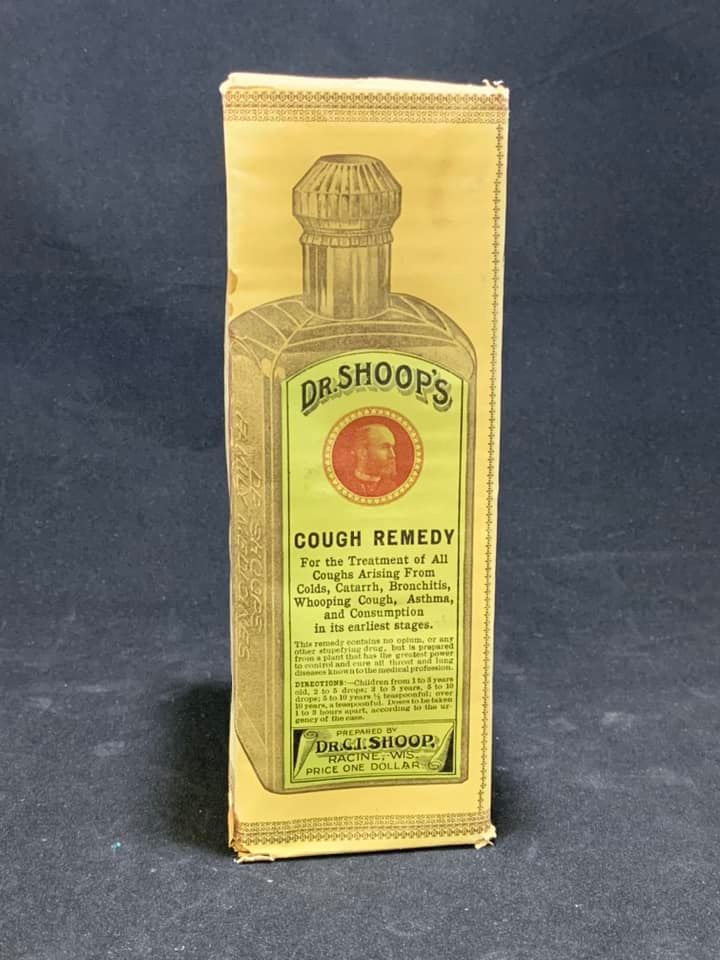 DR. SHOOP'S
COUGH REMEDY
For the Treatment of All
Coughs Arising From
Colds, Catarrh, Bronchitis,
Whooping Cough, Asthma,
and Consumption
in its earliest stages.
This remedy contains no opium, or any
other stupefying drug, but is prepared
from a plant that has the greatest power
to control and cure all throat and lung
diseases known to the medical profession.
DIRECTIONS:—Children from 1 to 3 years
old, 2 to 5 drops; 3 to 5 years, 5 to 10
drops; 5 to 10 years ½ teaspoonful; over
10 years, a teaspoonful. Doses to be taken
1 to 3 hours apart, according to the ur-
gency of the case.
PREPARED BY
DR. C. I. SHOOP,
RACINE, WIS.
PRICE ONE DOLLAR.
DR. SHOOP'S
FAMILY MEDICINES